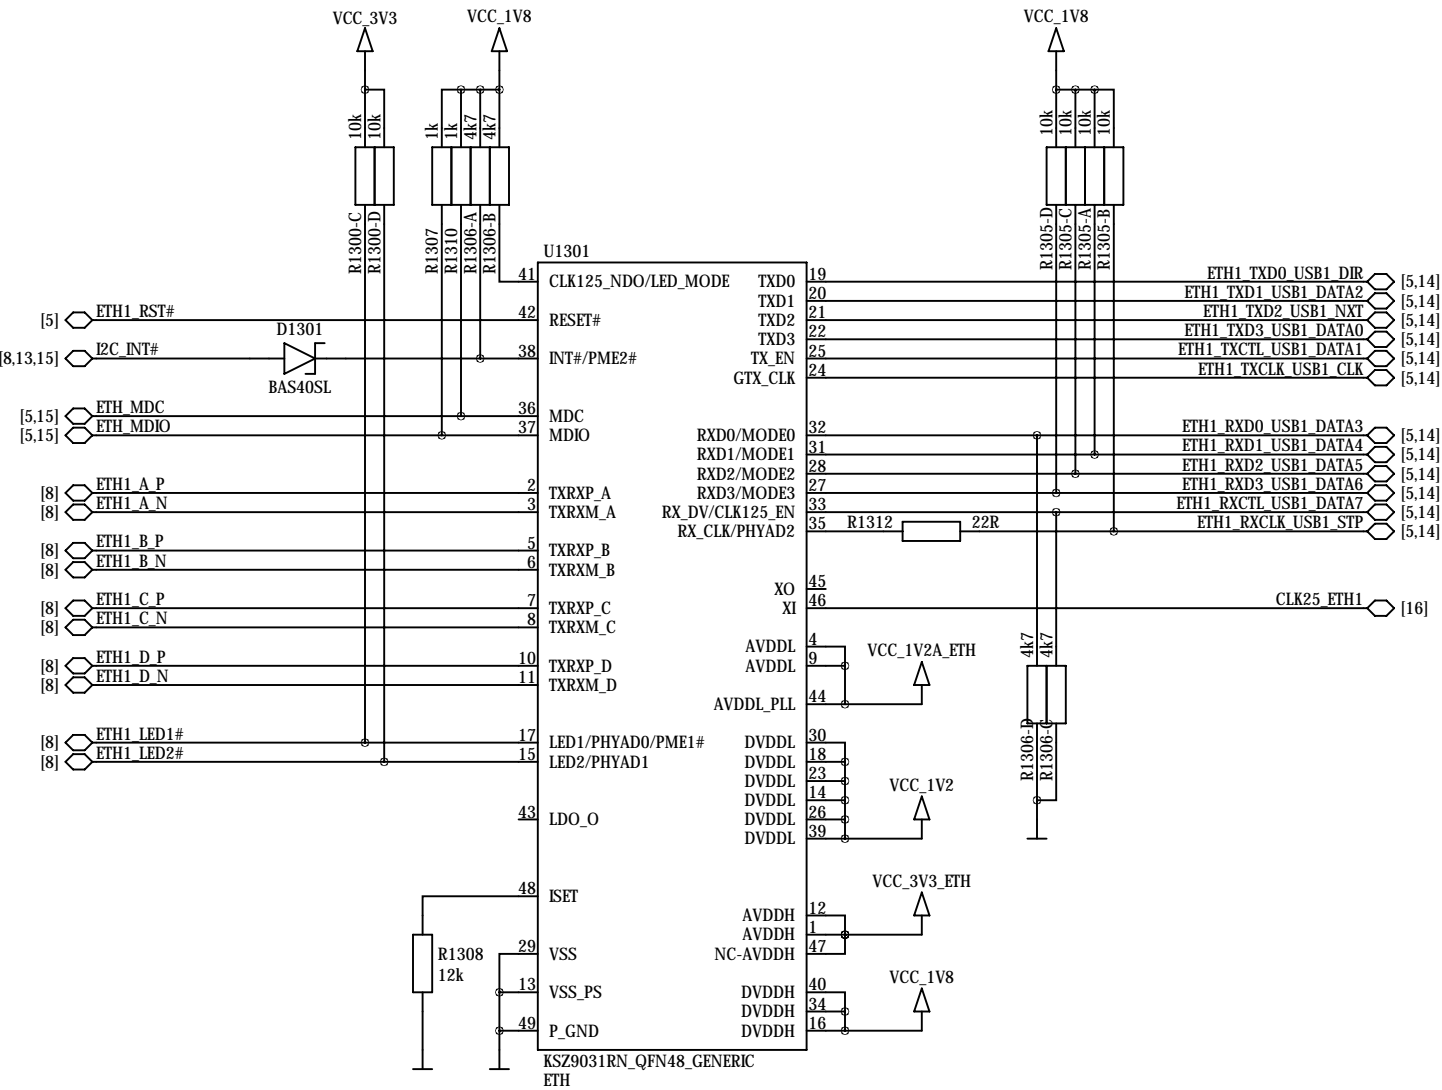 VCC_3V3
VCC_1V8
VCC_1V8
10k
10k
1k
1k
4k7
4k7
10k
10k
10k
10k
R1300-C
R1300-D
R1307
R1310
R1306-A
R1306-B
R1305-D
R1305-C
R1305-A
R1305-B
U1301
41 CLK125_NDO/LED_MODE
[5] ETH1_RST# 42 RESET#
D1301
[8,13,15] I2C_INT# 38 INT#/PME2#
BAS40SL
[5,15] ETH_MDC 36 MDC
[5,15] ETH_MDIO 37 MDIO
[8] ETH1_A_P 2 TXRXP_A
[8] ETH1_A_N 3 TXRXM_A
[8] ETH1_B_P 5 TXRXP_B
[8] ETH1_B_N 6 TXRXM_B
[8] ETH1_C_P 7 TXRXP_C
[8] ETH1_C_N 8 TXRXM_C
[8] ETH1_D_P 10 TXRXP_D
[8] ETH1_D_N 11 TXRXM_D
[8] ETH1_LED1# 17 LED1/PHYAD0/PME1#
[8] ETH1_LED2# 15 LED2/PHYAD1
43 LDO_O
48 ISET
R1308
12k
29 VSS
13 VSS_PS
49 P_GND
TXD0 19 ETH1_TXD0_USB1_DIR [5,14]
TXD1 20 ETH1_TXD1_USB1_DATA2 [5,14]
TXD2 21 ETH1_TXD2_USB1_NXT [5,14]
TXD3 22 ETH1_TXD3_USB1_DATA0 [5,14]
TX_EN 25 ETH1_TXCTL_USB1_DATA1 [5,14]
GTX_CLK 24 ETH1_TXCLK_USB1_CLK [5,14]
RXD0/MODE0 32 ETH1_RXD0_USB1_DATA3 [5,14]
RXD1/MODE1 31 ETH1_RXD1_USB1_DATA4 [5,14]
RXD2/MODE2 28 ETH1_RXD2_USB1_DATA5 [5,14]
RXD3/MODE3 27 ETH1_RXD3_USB1_DATA6 [5,14]
RX_DV/CLK125_EN 33 ETH1_RXCTL_USB1_DATA7 [5,14]
RX_CLK/PHYAD2 35 R1312 22R ETH1_RXCLK_USB1_STP [5,14]
XO 45
XI 46 CLK25_ETH1 [16]
4k7
4k7
R1306-D
R1306-C
AVDDL 4
AVDDL 9
VCC_1V2A_ETH
AVDDL_PLL 44
DVDDL 30
DVDDL 18
DVDDL 23
DVDDL 14
DVDDL 26
DVDDL 39
VCC_1V2
VCC_3V3_ETH
AVDDH 12
AVDDH 1
NC-AVDDH 47
VCC_1V8
DVDDH 40
DVDDH 34
DVDDH 16
KSZ9031RN_QFN48_GENERIC
ETH